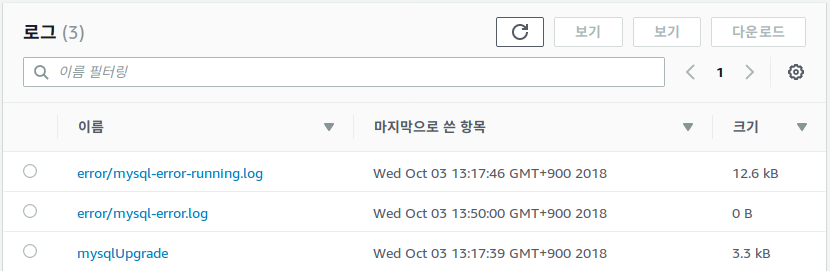 로그 (3)
보기
보기
다운로드
이름 필터링
1
이름
마지막으로 쓴 항목
크기
error/mysql-error-running.log
Wed Oct 03 13:17:46 GMT+900 2018
12.6 kB
error/mysql-error.log
Wed Oct 03 13:50:00 GMT+900 2018
0 B
mysqlUpgrade
Wed Oct 03 13:17:39 GMT+900 2018
3.3 kB